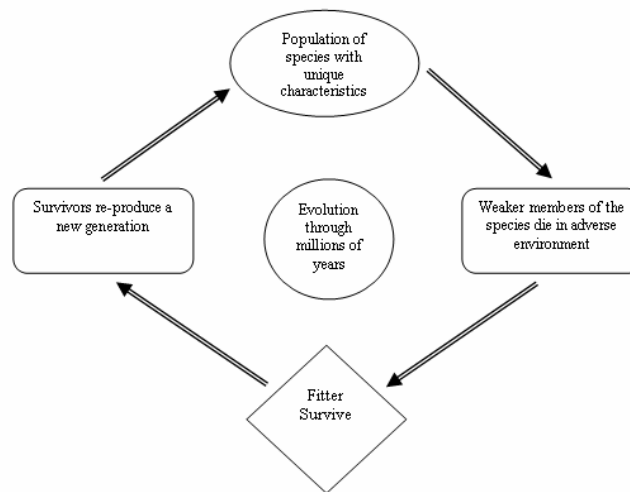 Population of
species with
unique
characteristics
Survivors re-produce a
new generation
Evolution
through
millions of
years
Weaker members of the
species die in adverse
environment
Fitter
Survive